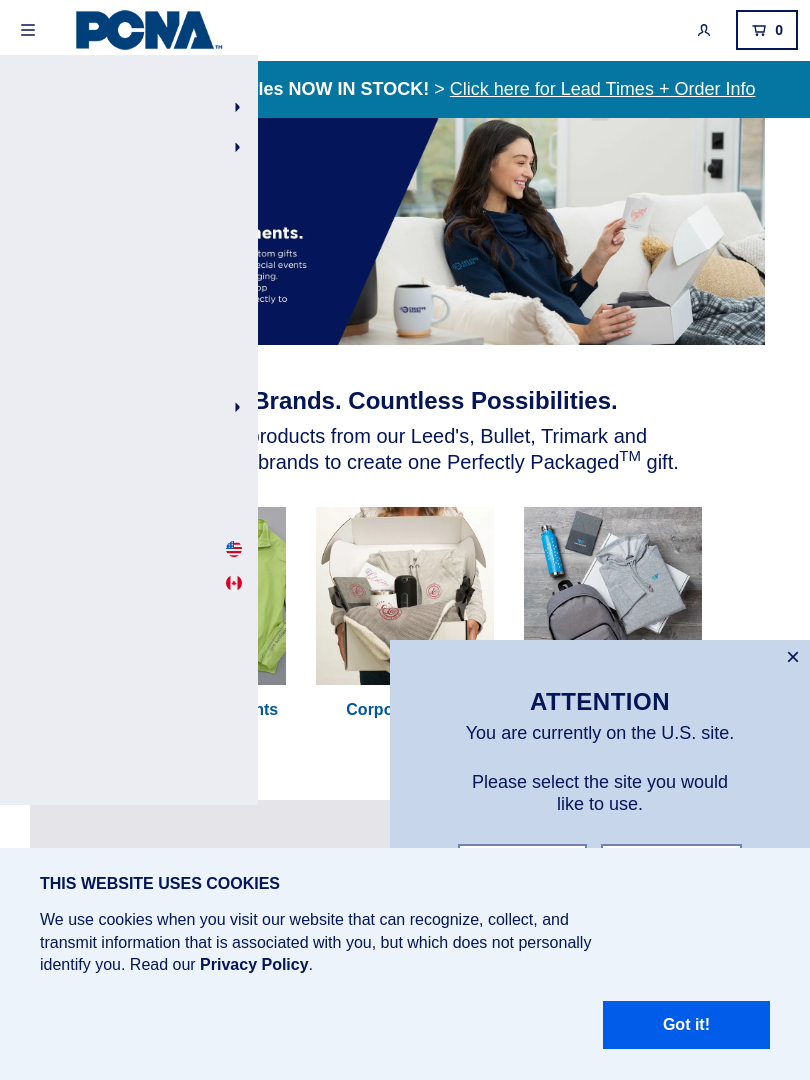 PCNA™
0
les NOW IN STOCK! > Click here for Lead Times + Order Info
ents.
tom gifts
ecial events
ging.
op
ectly to
Brands. Countless Possibilities.
products from our Leed's, Bullet, Trimark and
brands to create one Perfectly Packaged™ gift.
nts
Corpo
ATTENTION
You are currently on the U.S. site.
Please select the site you would
like to use.
THIS WEBSITE USES COOKIES
We use cookies when you visit our website that can recognize, collect, and
transmit information that is associated with you, but which does not personally
identify you. Read our Privacy Policy.
Got it!